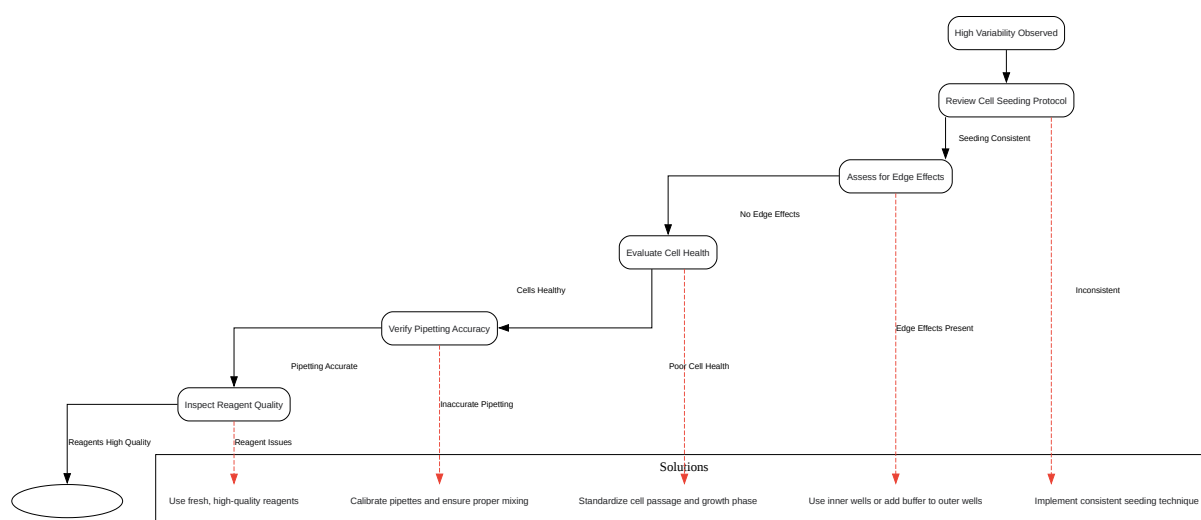 High Variability Observed
Review Cell Seeding Protocol
Seeding Consistent
Assess for Edge Effects
No Edge Effects
Evaluate Cell Health
Cells Healthy
Inconsistent
Verify Pipetting Accuracy
Edge Effects Present
Pipetting Accurate
Poor Cell Health
Inspect Reagent Quality
Inaccurate Pipetting
Reagents High Quality
Reagent Issues
Solutions
Use fresh, high-quality reagents
Calibrate pipettes and ensure proper mixing
Standardize cell passage and growth phase
Use inner wells or add buffer to outer wells
Implement consistent seeding technique